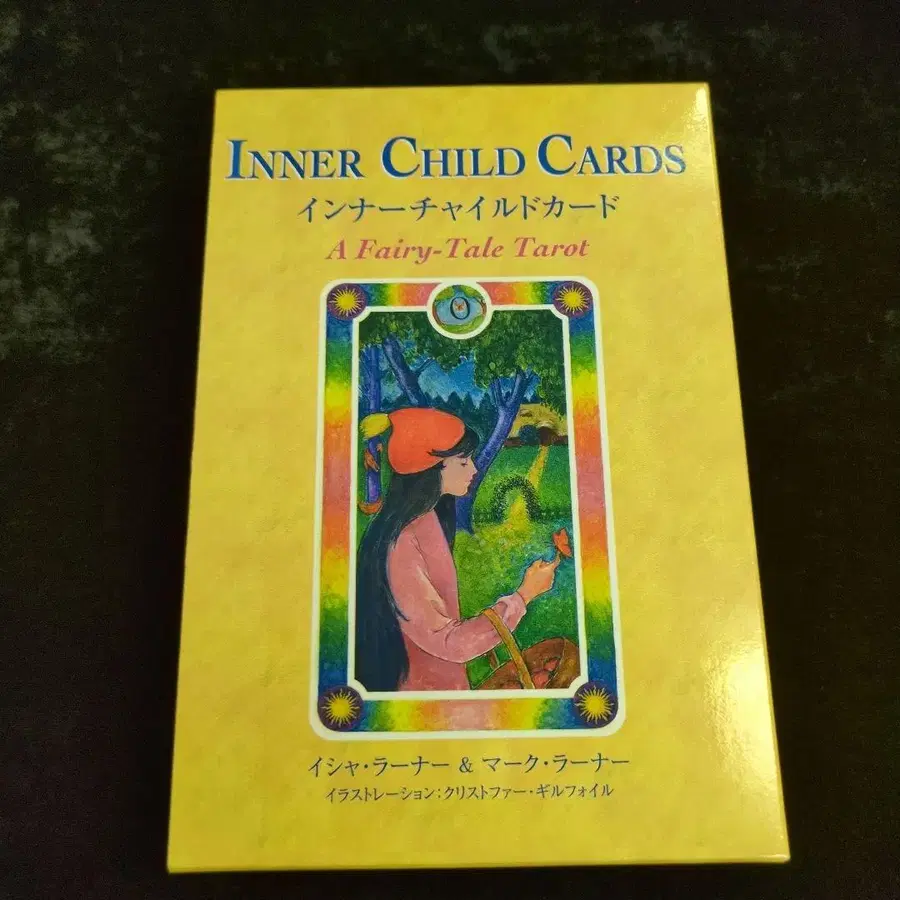 INNER CHILD CARDS
インナーチャイルドカード
A Fairy-Tale Tarot
0
イシャ・ラーナー & マーク・ラーナー
イラストレーション:クリストファー・ギルフォイル